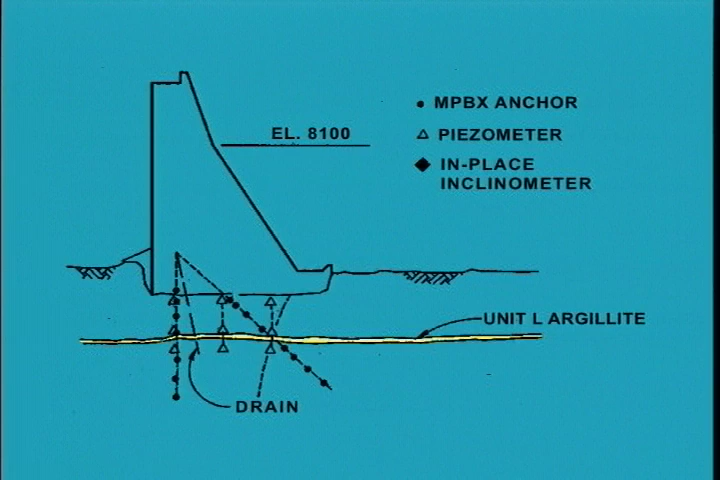 EL. 8100
MPBX ANCHOR
PIEZOMETER
IN-PLACE
INCLINOMETER
UNIT L ARGILLITE
DRAIN